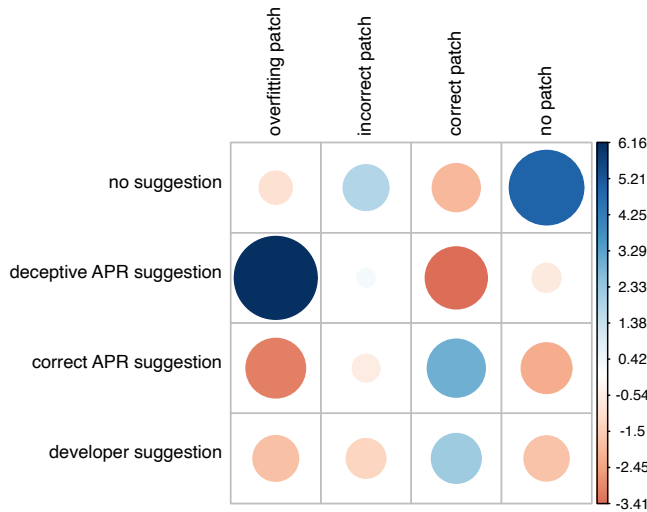 overfitting patch
incorrect patch
correct patch
no patch
no suggestion
deceptive APR suggestion
correct APR suggestion
developer suggestion
6.16
5.21
4.25
3.29
2.33
1.38
0.42
-0.54
-1.5
-2.45
-3.41